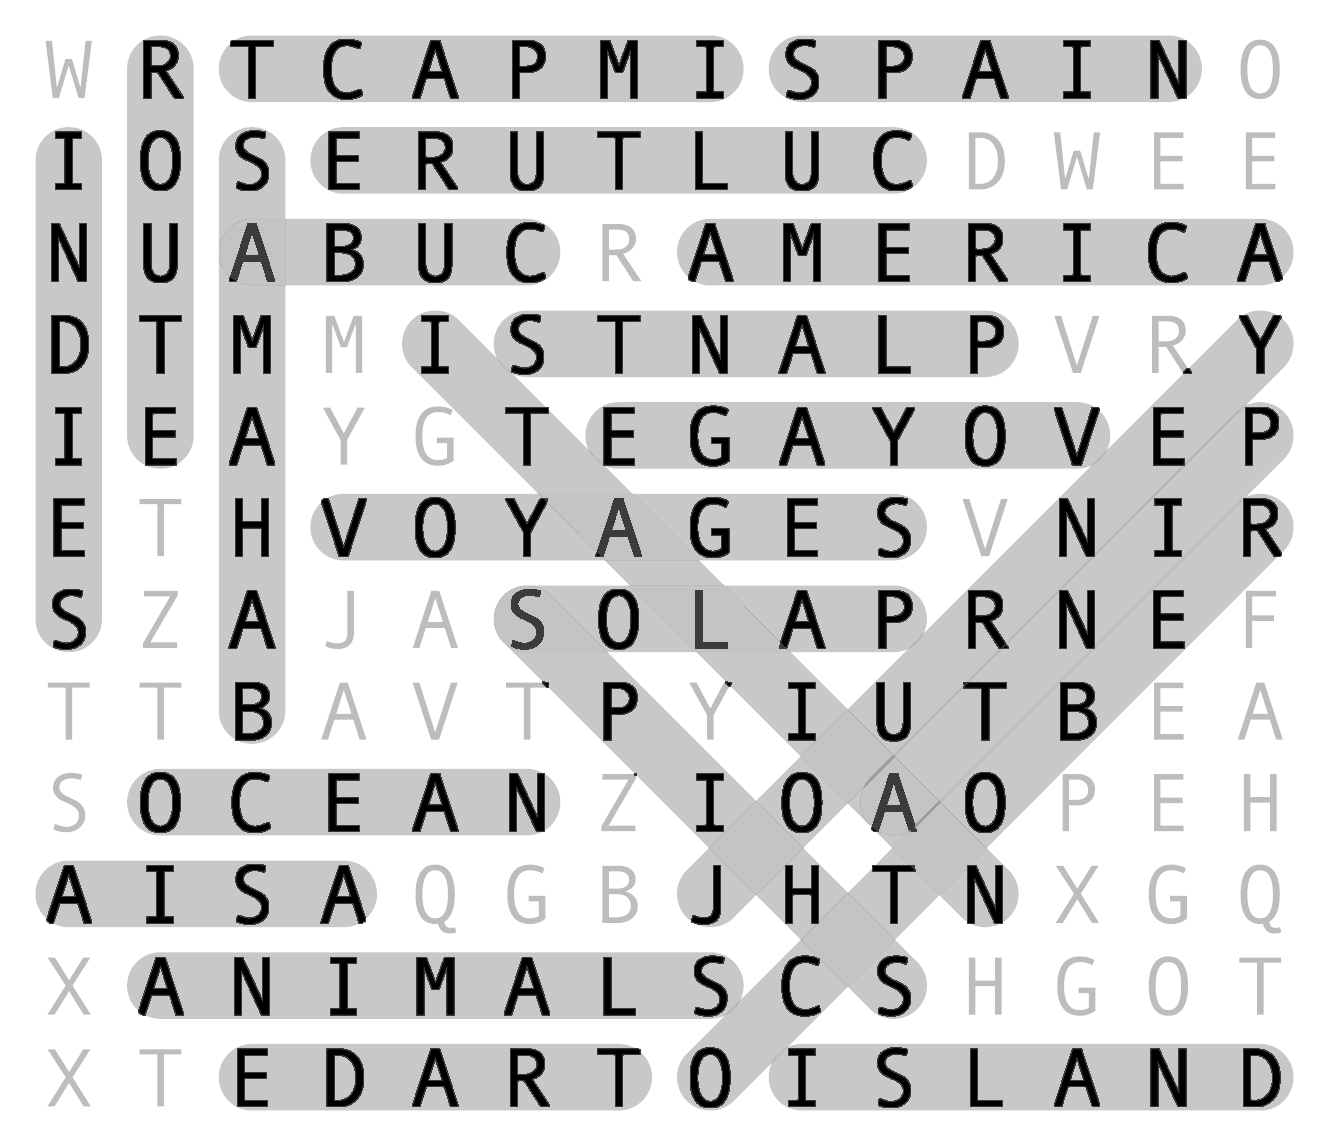 W R T C A P M I S P A I N O
I O S E R U T L U C D W E E
N U A B U C R A M E R I C A
D T M M I S T N A L P V R Y
I E A Y G T E G A Y O V E P
E T H V O Y A G E S V N I R
S Z A J A S O L A P R N E F
T T B A V T P Y I U T B E A
S O C E A N Z I O A O P E H
A I S A Q G B J H T N X G Q
X A N I M A L S C S H G O T
X T E D A R T O I S L A N D